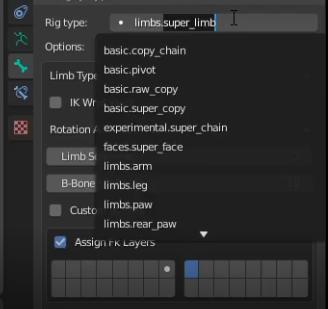 Rig type: limbs.super_limb
Options:
basic.copy_chain
basic.pivot
Limb Type
basic.raw_copy
basic.super_copy
IK Wr
experimental.super_chain
Rotation A
faces.super_face
limbs.arm
Limb S
limbs.leg
B-Bone
limbs.paw
Custo
limbs.rear_paw
Assign FK Layers